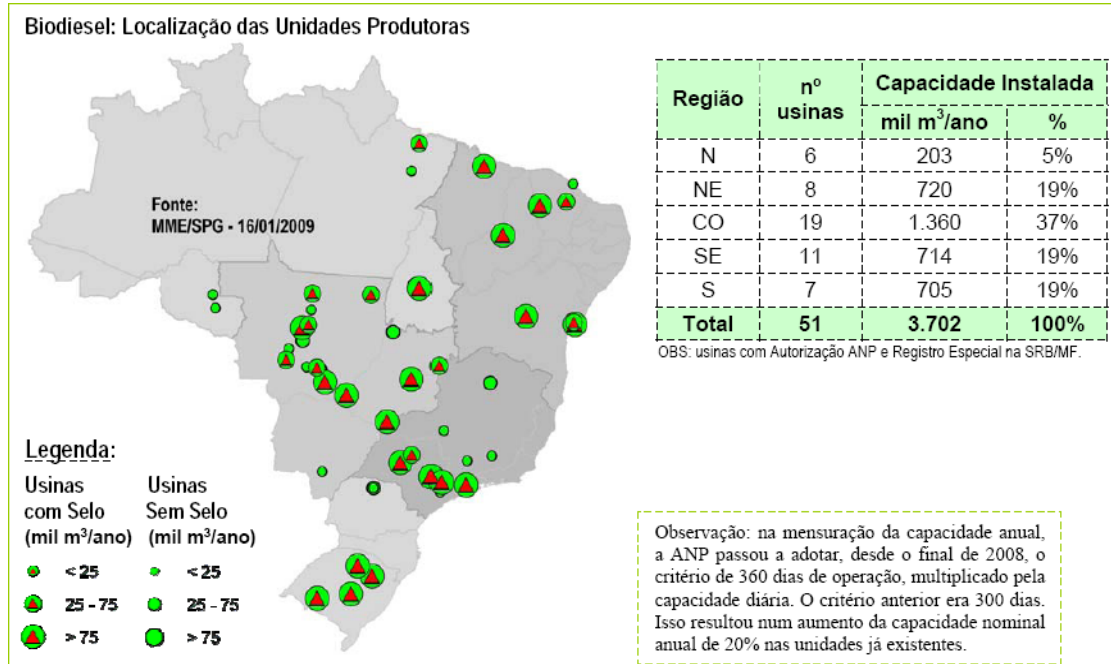 Biodiesel: Localização das Unidades Produtoras
Fonte:
MME/SPG - 16/01/2009
Região nº usinas Capacidade Instalada
mil m³/ano %
N 6 203 5%
NE 8 720 19%
CO 19 1.360 37%
SE 11 714 19%
S 7 705 19%
Total 51 3.702 100%
OBS: usinas com Autorização ANP e Registro Especial na SRB/MF.
Legenda:
Usinas com Selo (mil m³/ano) Usinas Sem Selo (mil m³/ano)
< 25 < 25
25 - 75 25 - 75
> 75 > 75
Observação: na mensuração da capacidade anual,
a ANP passou a adotar, desde o final de 2008, o
critério de 360 dias de operação, multiplicado pela
capacidade diária. O critério anterior era 300 dias.
Isso resultou num aumento da capacidade nominal
anual de 20% nas unidades já existentes.